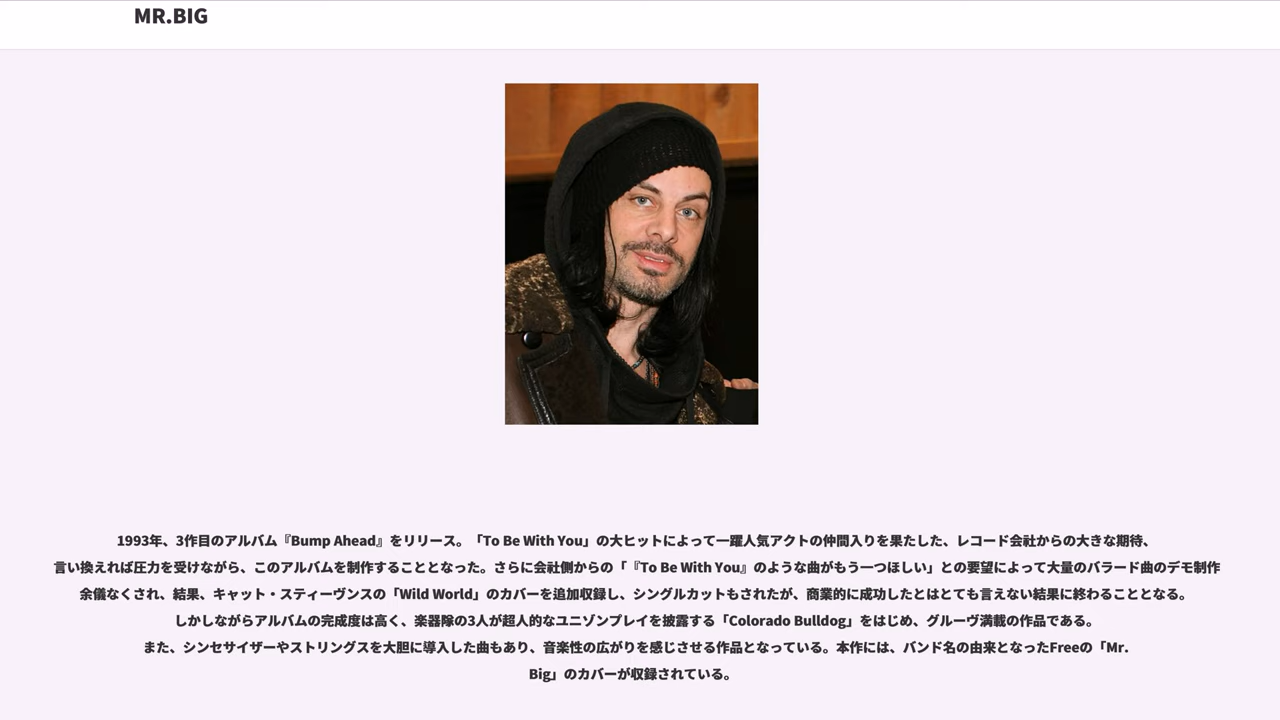 MR.BIG
1993年、3作目のアルバム『Bump Ahead』をリリース。「To Be With You」の大ヒットによって一躍人気アクトの仲間入りを果たした、レコード会社からの大きな期待、
言い換えれば圧力を受けながら、このアルバムを制作することとなった。さらに会社側からの「『To Be With You』のような曲がもう一つほしい」との要望によって大量のバラード曲のデモ制作
余儀なくされ、結果、キャット・スティーヴンスの「Wild World」のカバーを追加収録し、シングルカットもされたが、商業的に成功したとはとても言えない結果に終わることとなる。
しかしながらアルバムの完成度は高く、楽器隊の3人が超人的なユニゾンプレイを披露する「Colorado Bulldog」をはじめ、グルーヴ満載の作品である。
また、シンセサイザーやストリングスを大胆に導入した曲もあり、音楽性の広がりを感じさせる作品となっている。本作には、バンド名の由来となったFreeの「Mr.
Big」のカバーが収録されている。